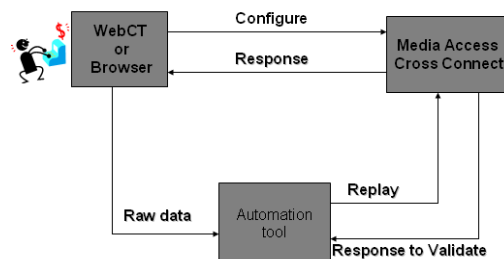 Configure
WebCT
or
Browser
Media Access
Cross Connect
Response
Replay
Raw data
Automation
tool
Response to Validate
$